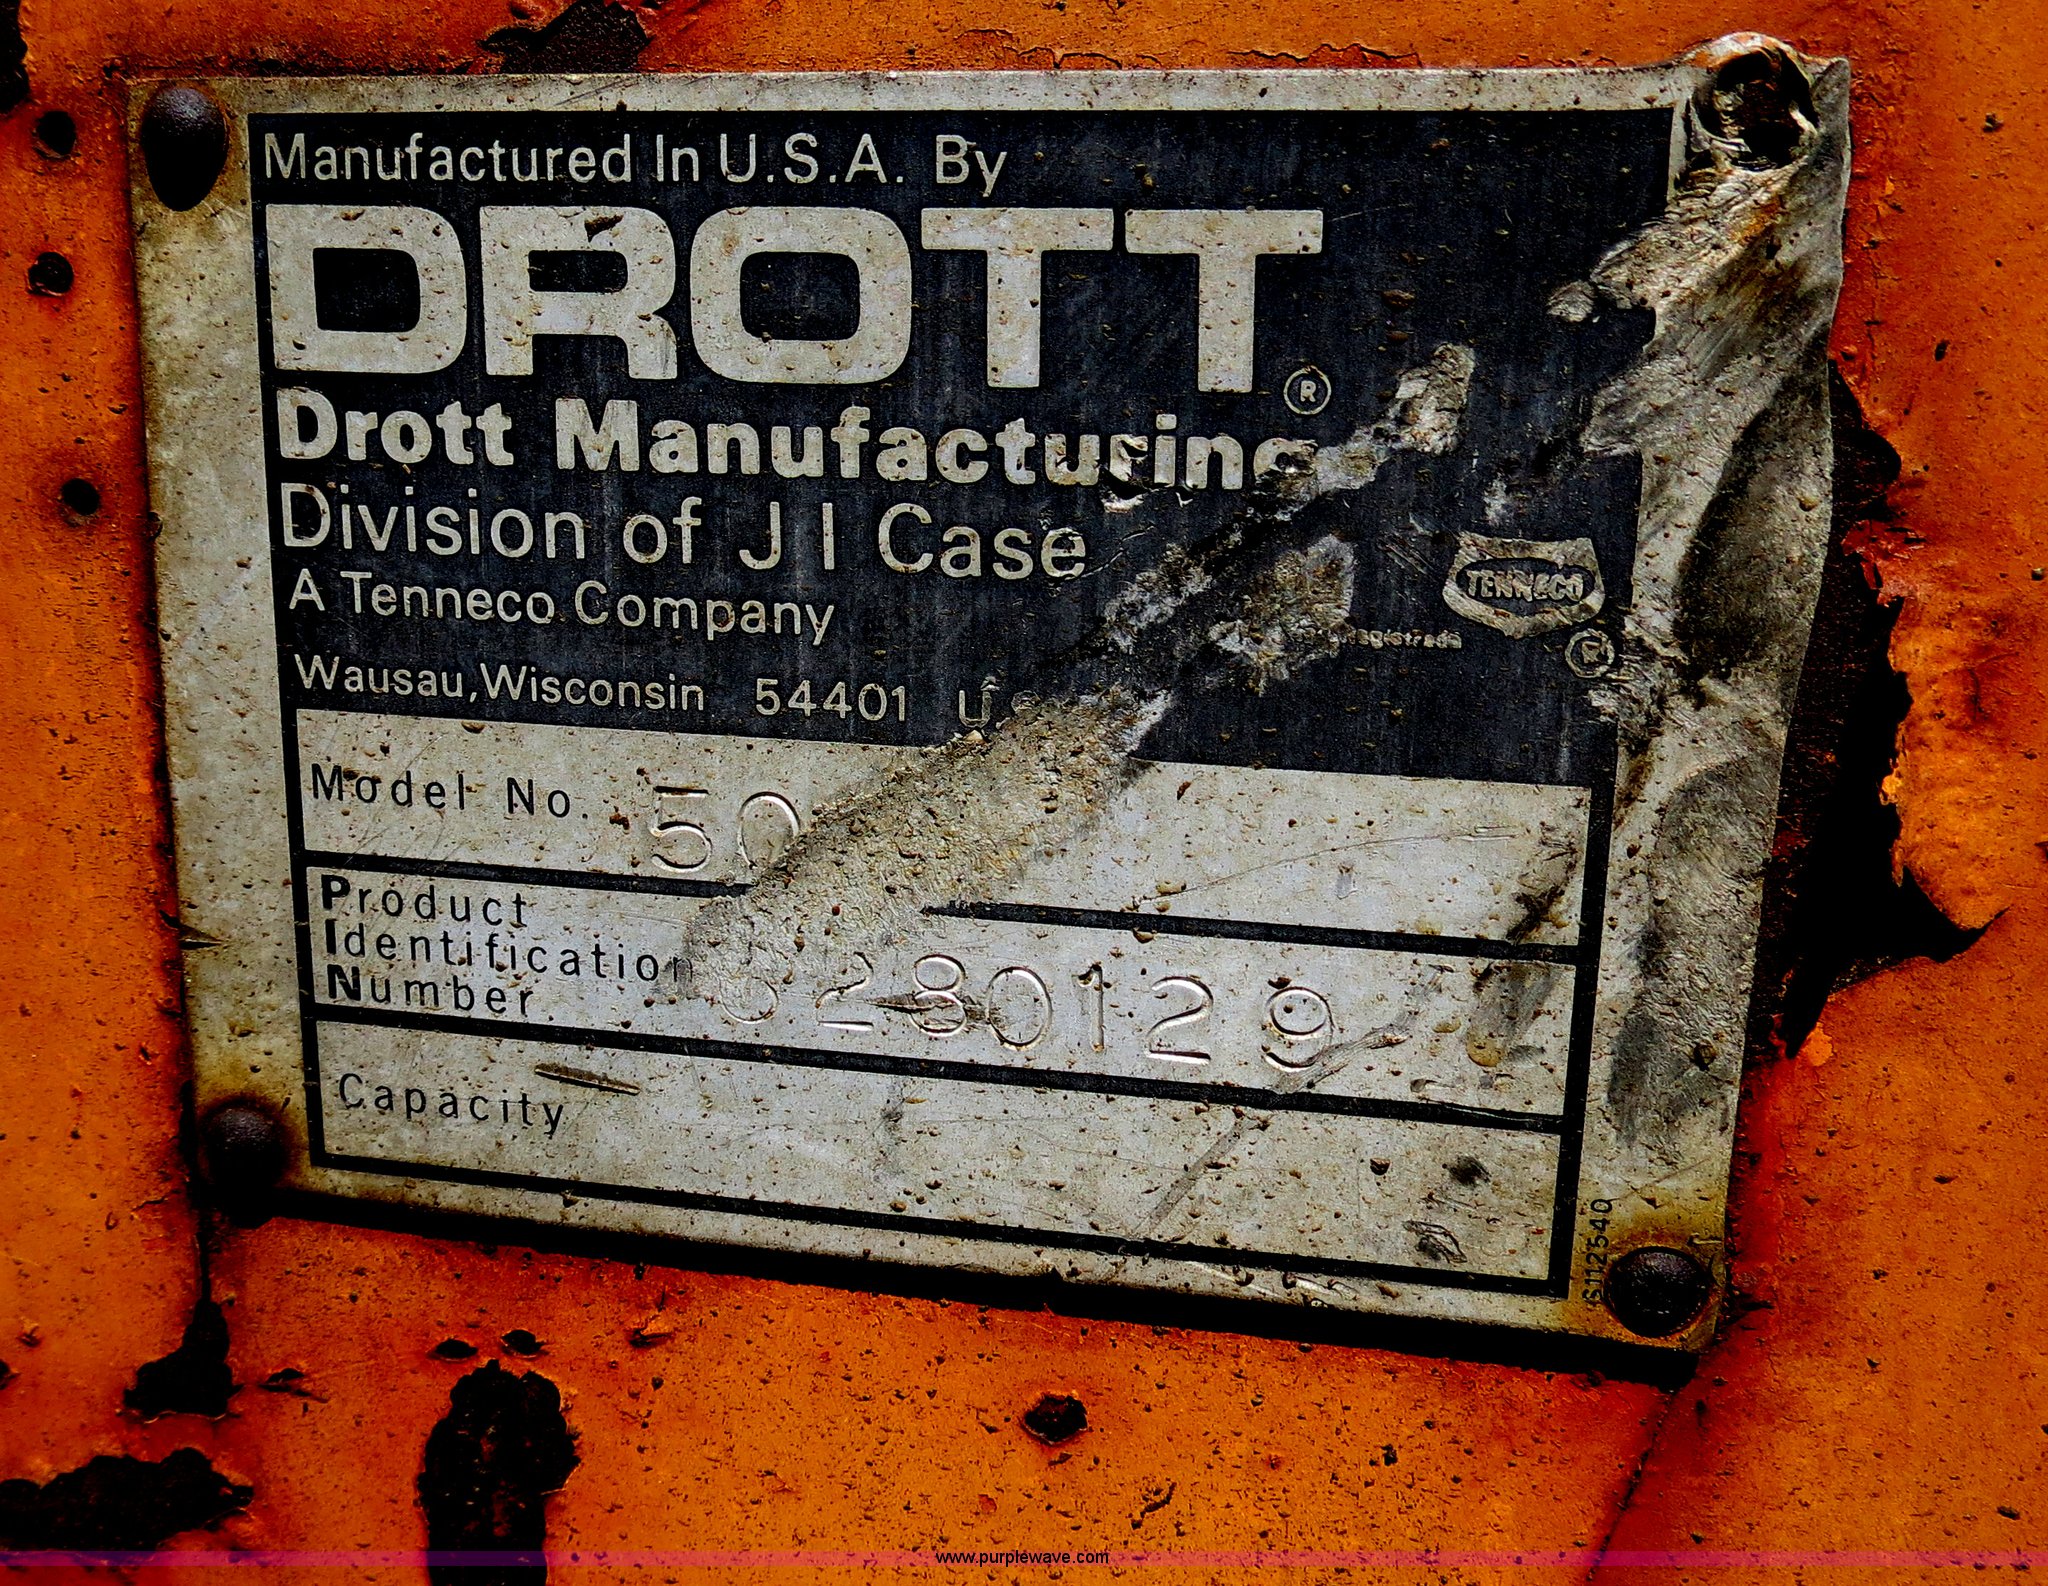 Manufactured In U.S.A. By
DROTT ®
Drott Manufacturing
Division of J I Case
A Tenneco Company
TENNECO
®
Wausau, Wisconsin 54401
Model No. 50
Product
Identification
Number. 6280129
Capacity
S112540
www.purplewave.com